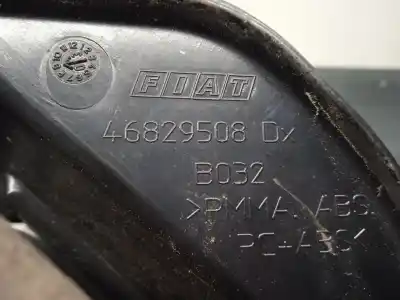 FIAT
46829508 Dx
B032
>PMMA. ABS
PC+ABS<